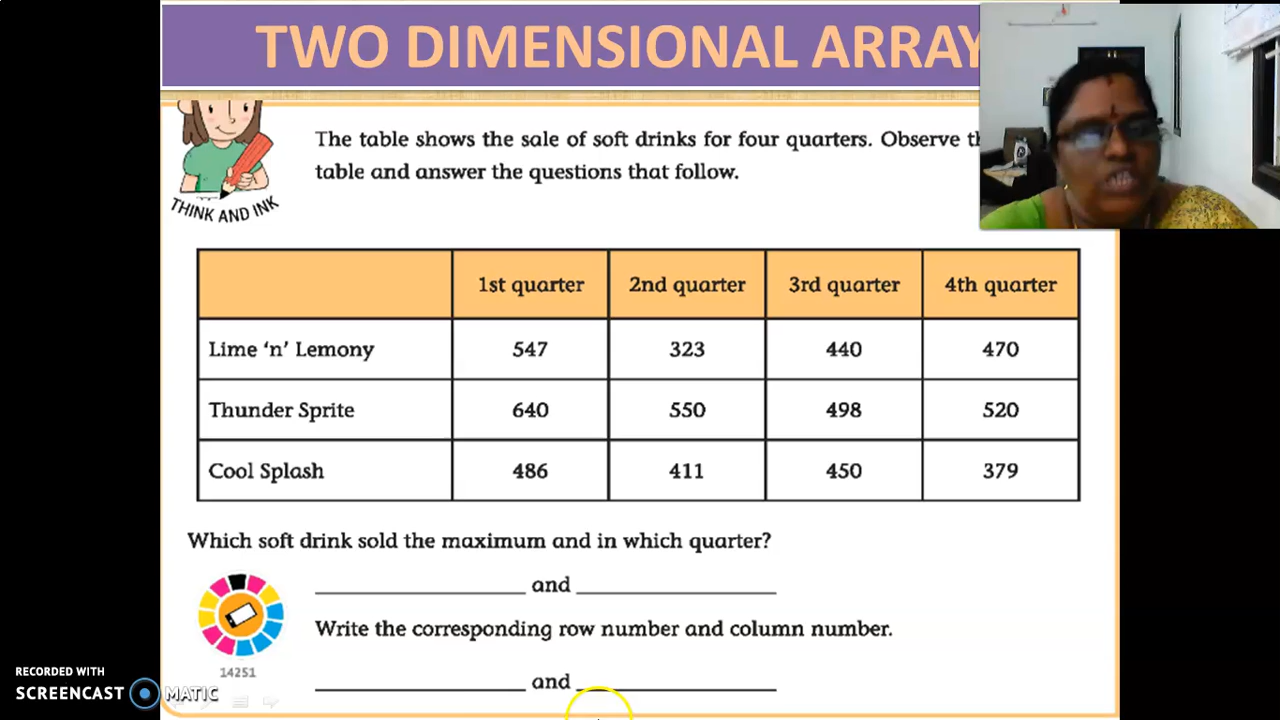 TWO DIMENSIONAL ARRAY
The table shows the sale of soft drinks for four quarters. Observe
table and answer the questions that follow.
THINK AND INK
1st quarter 2nd quarter 3rd quarter 4th quarter
Lime ‘n’ Lemony 547 323 440 470
Thunder Sprite 640 550 498 520
Cool Splash 486 411 450 379
Which soft drink sold the maximum and in which quarter?
____________________ and ____________________
Write the corresponding row number and column number.
14251
____________________ and ____________________
RECORDED WITH
SCREENCAST MATIC